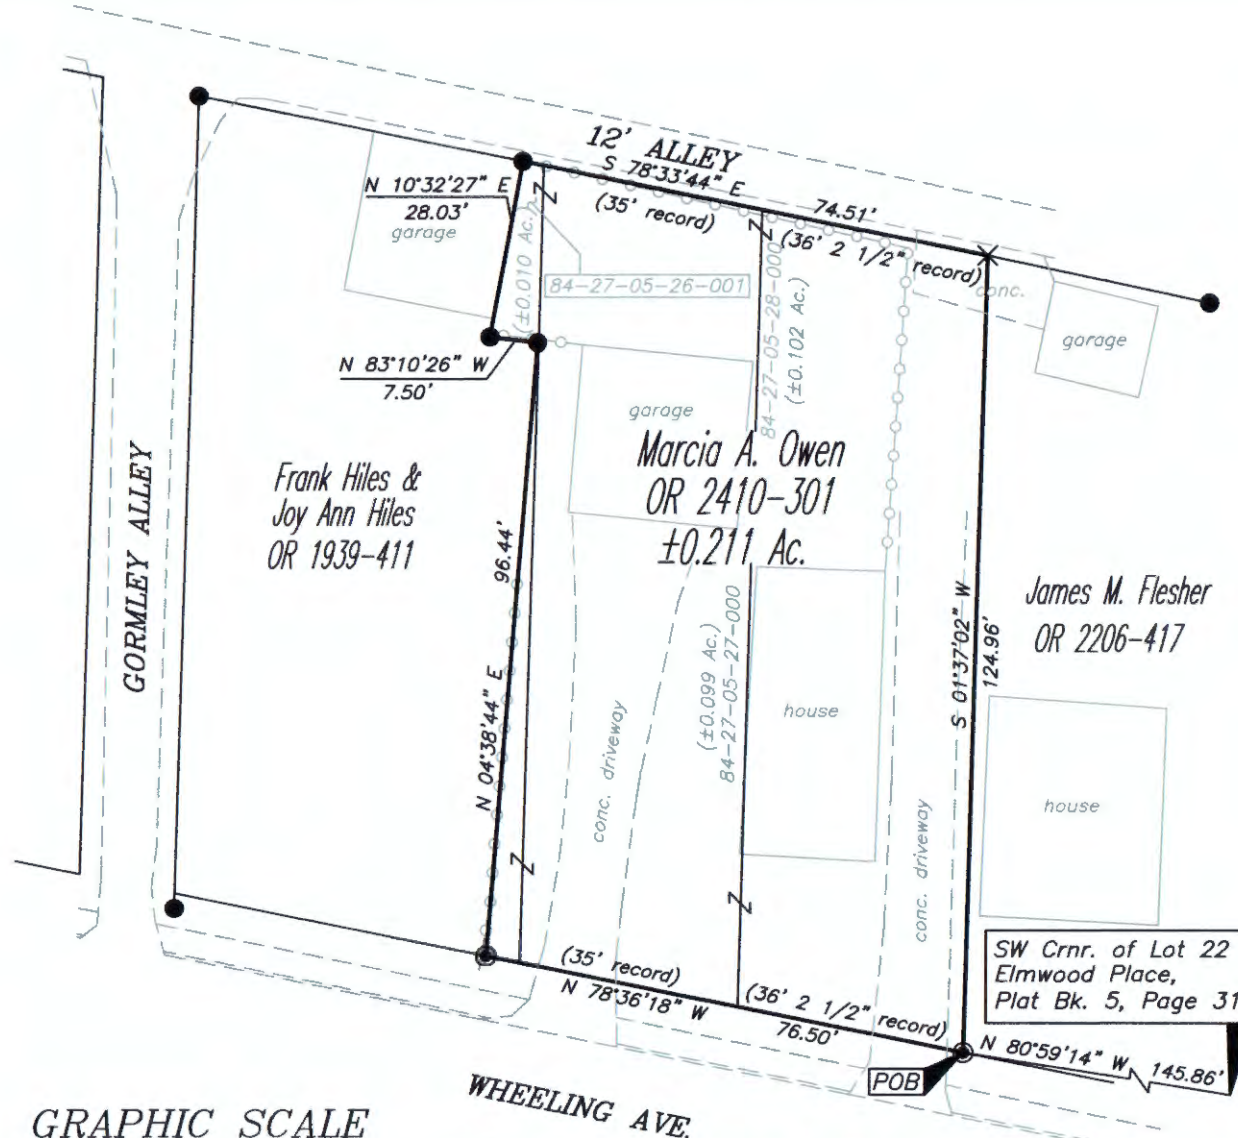 12' ALLEY
S 78°33'44" E
74.51'
(35' record)
(36' 2 1/2" record)
N 10°32'27" E
28.03'
garage
(±0.010 Ac.)
84-27-05-26-001
84-27-05-28-000
(±0.102 Ac.)
conc.
garage
N 83°10'26" W
7.50'
garage
Marcia A. Owen
OR 2410-301
±0.211 Ac.
Frank Hiles &
Joy Ann Hiles
OR 1939-411
GORMLEY ALLEY
96.44'
N 04°38'44" E
James M. Flesher
OR 2206-417
S 01°37'02" W
124.96'
(±0.099 Ac.)
84-27-05-27-000
house
conc. driveway
conc. driveway
house
SW Crnr. of Lot 22
Elmwood Place,
Plat Bk. 5, Page 31
(35' record)
N 78°36'18" W
(36' 2 1/2" record)
76.50'
N 80°59'14" W
145.86'
POB
WHEELING AVE.
GRAPHIC SCALE